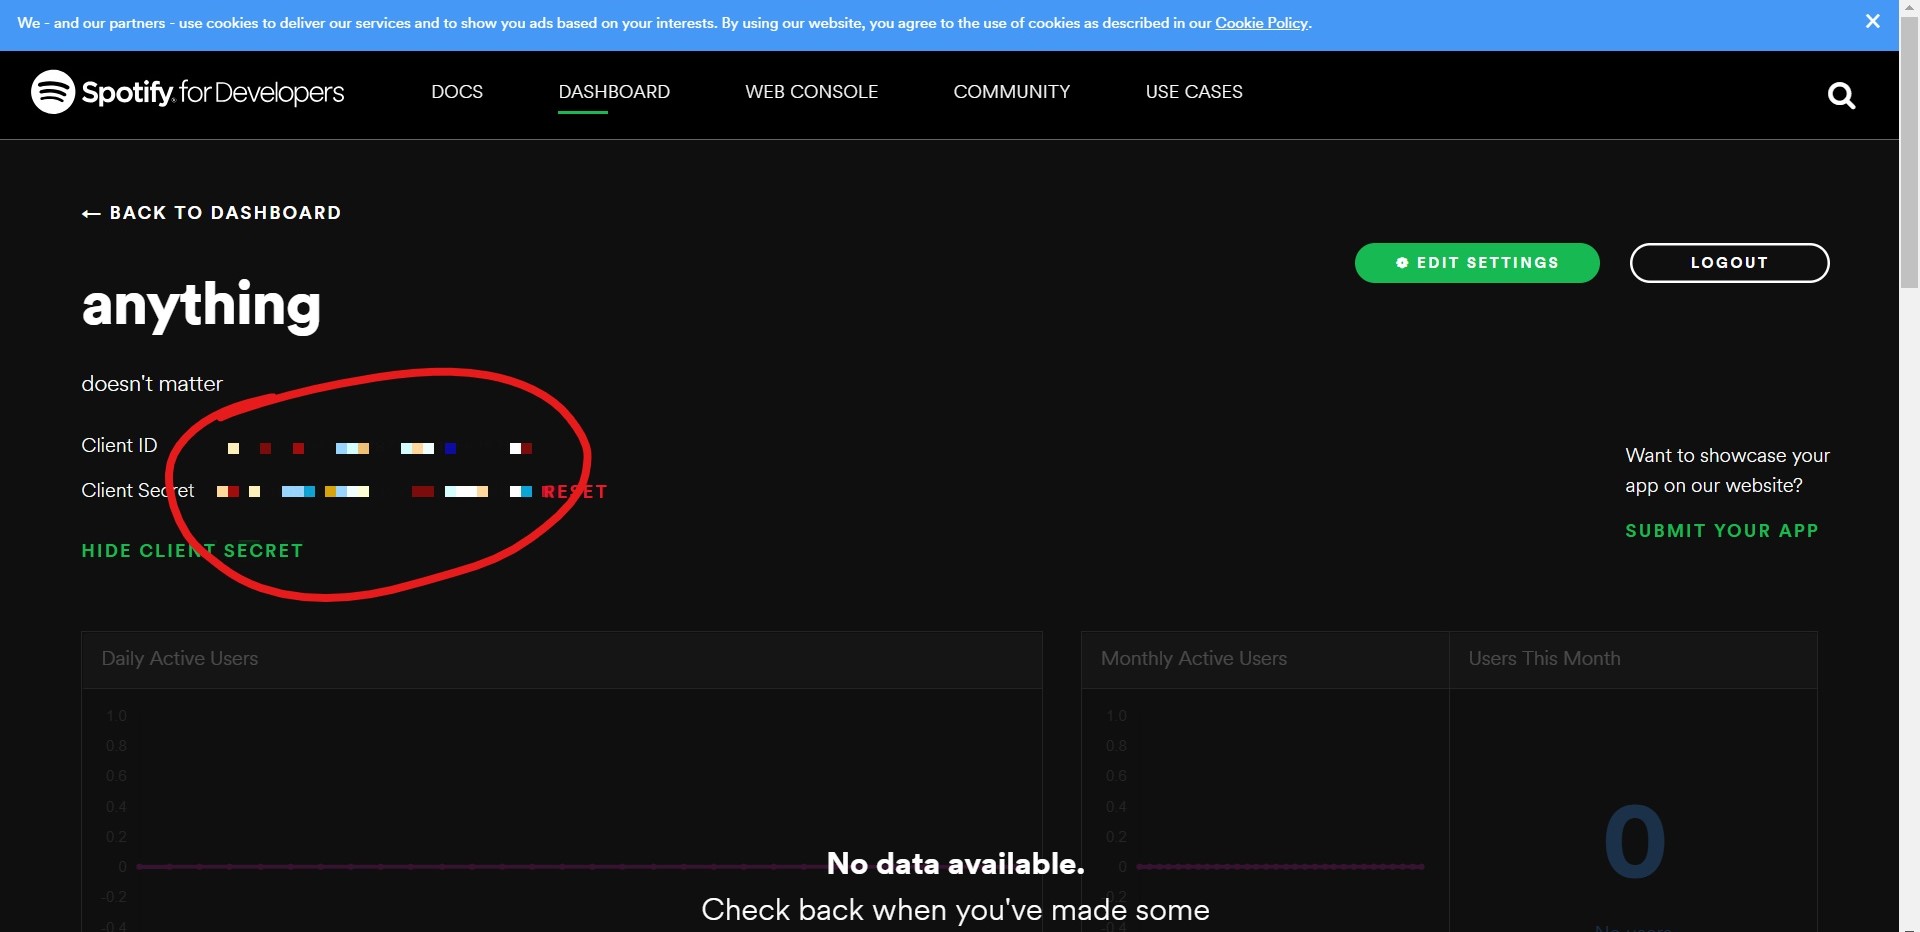 We - and our partners - use cookies to deliver our services and to show you ads based on your interests. By using our website, you agree to the use of cookies as described in our Cookie Policy.
Spotify for Developers
DOCS
DASHBOARD
WEB CONSOLE
COMMUNITY
USE CASES
← BACK TO DASHBOARD
EDIT SETTINGS
LOGOUT
anything
doesn't matter
Client ID
Client Secret
RESET
HIDE CLIENT SECRET
Want to showcase your
app on our website?
SUBMIT YOUR APP
Daily Active Users
Monthly Active Users
Users This Month
1.0
0.8
0.6
0.4
0.2
0
-0.2
-0.4
1.0
0.8
0.6
0.4
0.2
0
0
No data available.
Check back when you've made some